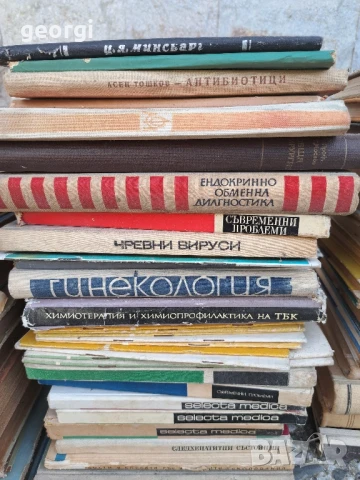 georgi
И.Я. МИНСБЕРГ
АСЕН ТОШКОВ – АНТИБИОТИЦИ
ЕНДОКРИННО
ОБМЕННА
ДИАГНОСТИКА
СЪВРЕМЕННИ
ПРОБЛЕМИ
ЧРЕВНИ ВИРУСИ
ГИНЕКОЛОГИЯ
ХИМИОТЕРАПИЯ И ХИМИОПРОФИЛАКТИКА НА ТБК
selecta medica
selecta medica
selecta medica